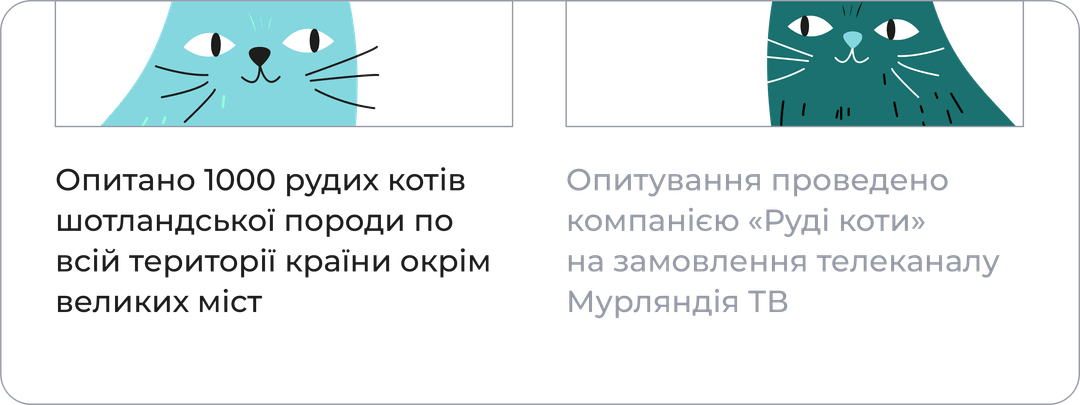 Опитано 1000 рудих котів
шотландської породи по
всій території країни окрім
великих міст
Опитування проведено
компанією «Руді коти»
на замовлення телеканалу
Мурляндія ТВ